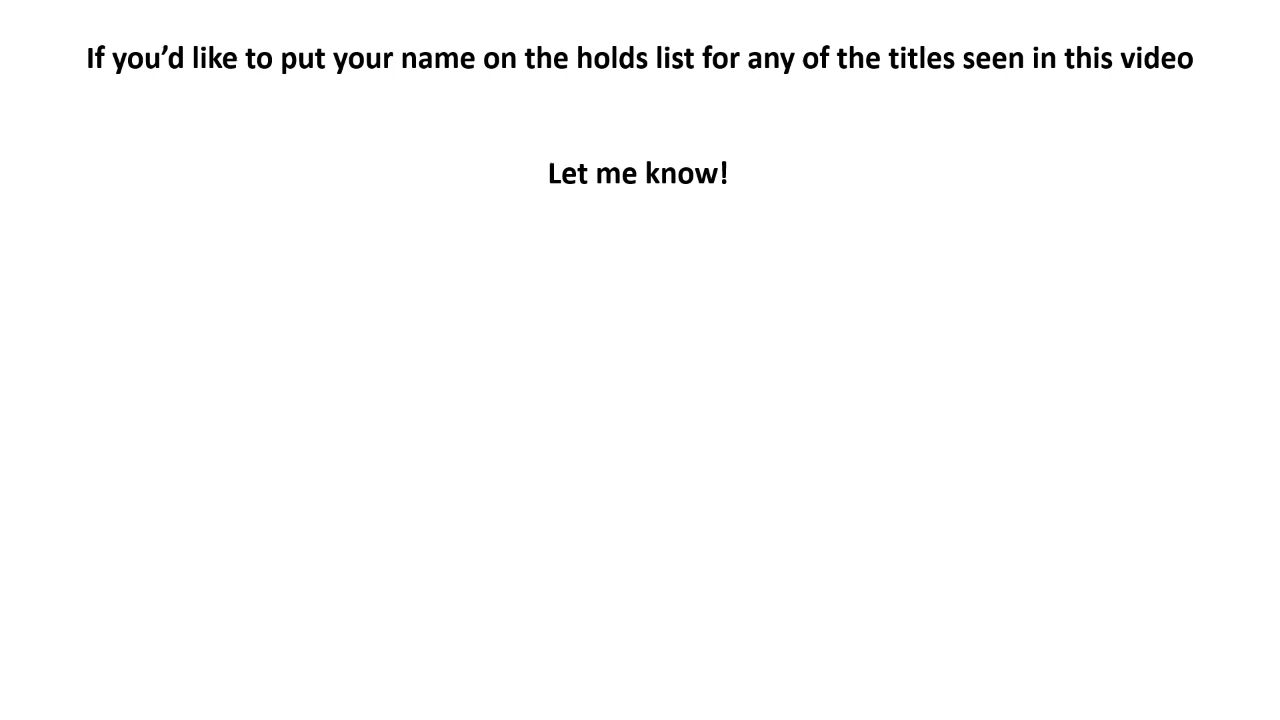 If you’d like to put your name on the holds list for any of the titles seen in this video
Let me know!